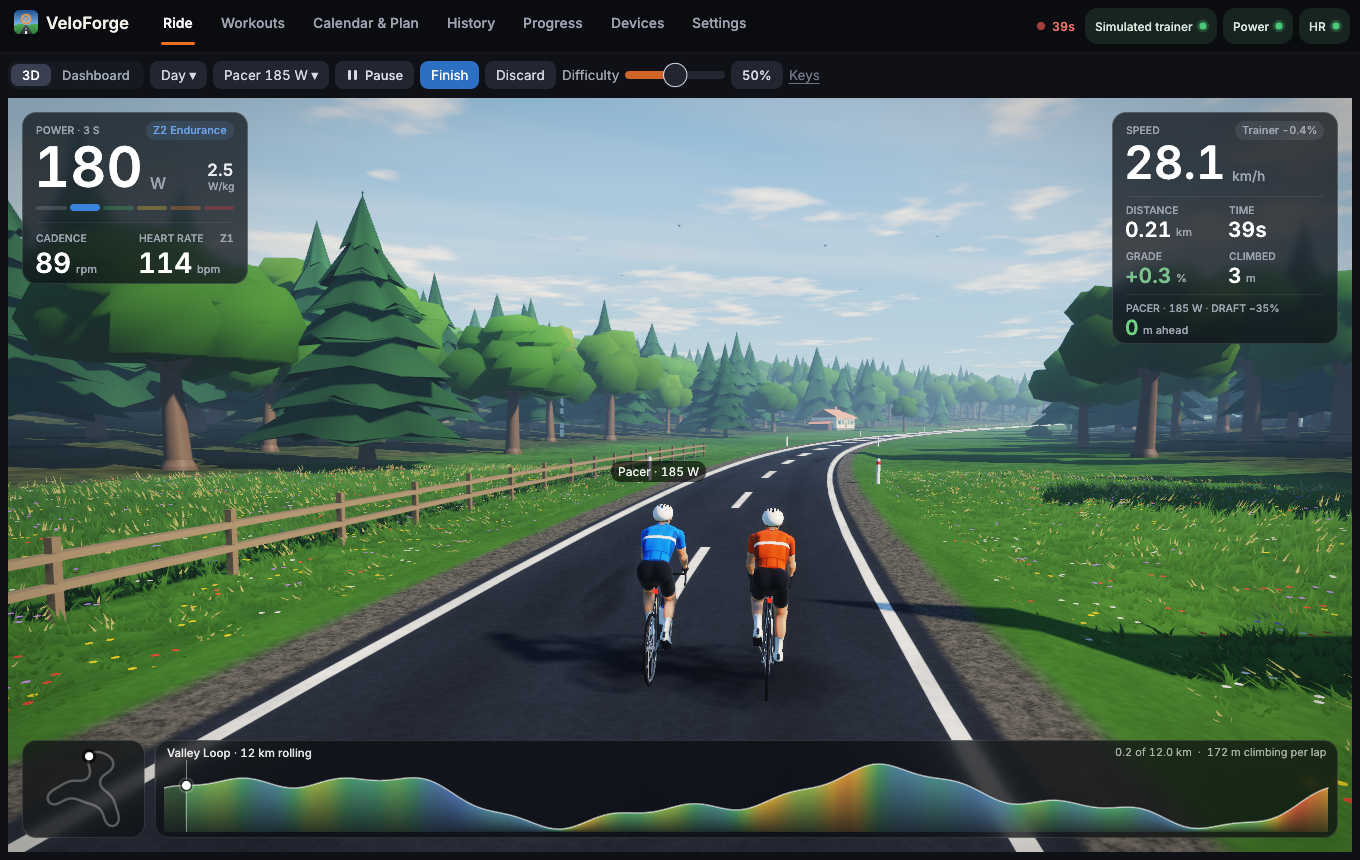 VeloForge
Ride
Workouts
Calendar & Plan
History
Progress
Devices
Settings
39s
Simulated trainer
Power
HR
3D
Dashboard
Day ▾
Pacer 185 W ▾
Pause
Finish
Discard
Difficulty
50%
Keys
POWER · 3 S
Z2 Endurance
180 W
2.5
W/kg
CADENCE
HEART RATE Z1
89 rpm
114 bpm
SPEED
Trainer −0.4%
28.1 km/h
DISTANCE
TIME
0.21 km
39s
GRADE
CLIMBED
+0.3 %
3 m
PACER · 185 W · DRAFT −35%
0 m ahead
Pacer · 185 W
Valley Loop · 12 km rolling
0.2 of 12.0 km · 172 m climbing per lap